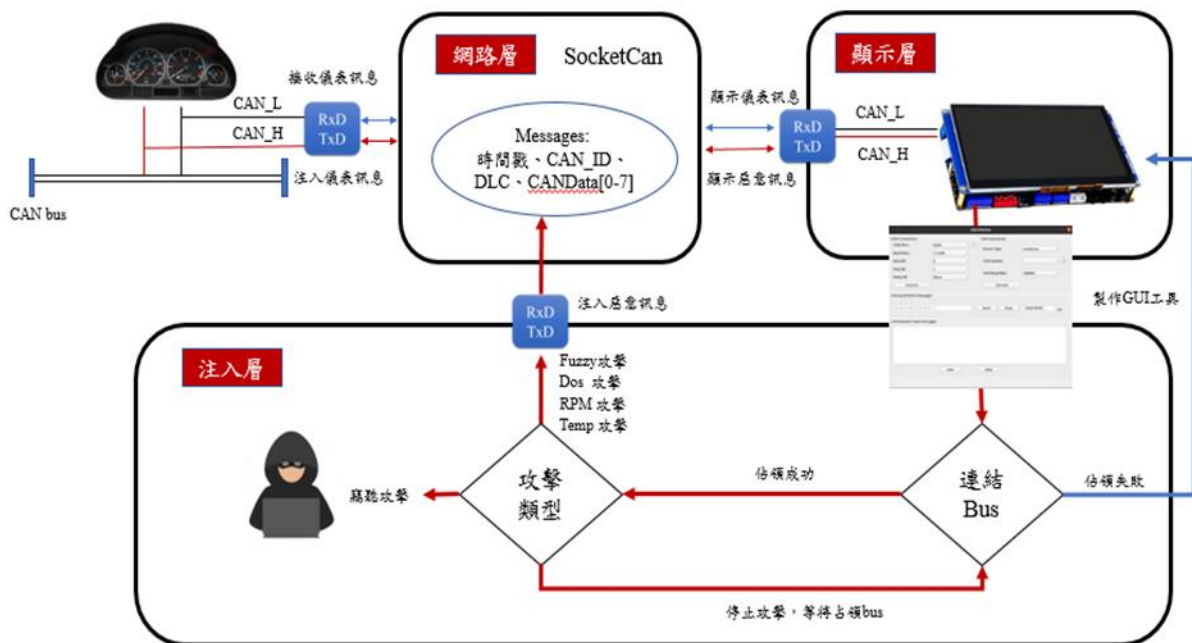 網路層
SocketCan
顯示層
接收儀表訊息
CAN_L
CAN_H
RxD
TxD
注入儀表訊息
CAN bus
Messages:
時間戳、CAN_ID、
DLC、CANData[0-7]
顯示儀表訊息
RxD
TxD
顯示惡意訊息
CAN_L
CAN_H
製作GUI工具
注入惡意訊息
RxD
TxD
注入層
Fuzzy攻擊
Dos 攻擊
RPM 攻擊
Temp 攻擊
竊聽攻擊
攻擊
類型
佔領成功
連結
Bus
佔領失敗
停止攻擊，等待占領bus